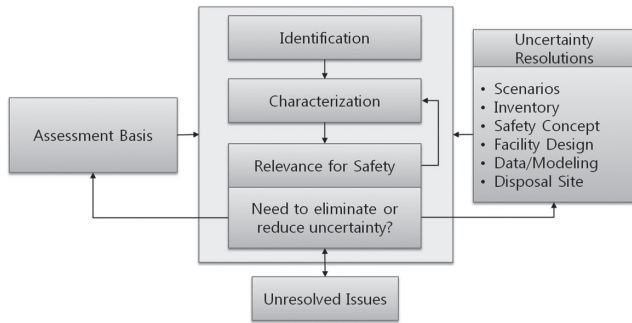 Identification
Characterization
Relevance for Safety
Need to eliminate or
reduce uncertainty?
Assessment Basis
Uncertainty
Resolutions
• Scenarios
• Inventory
• Safety Concept
• Facility Design
• Data/Modeling
• Disposal Site
Unresolved Issues